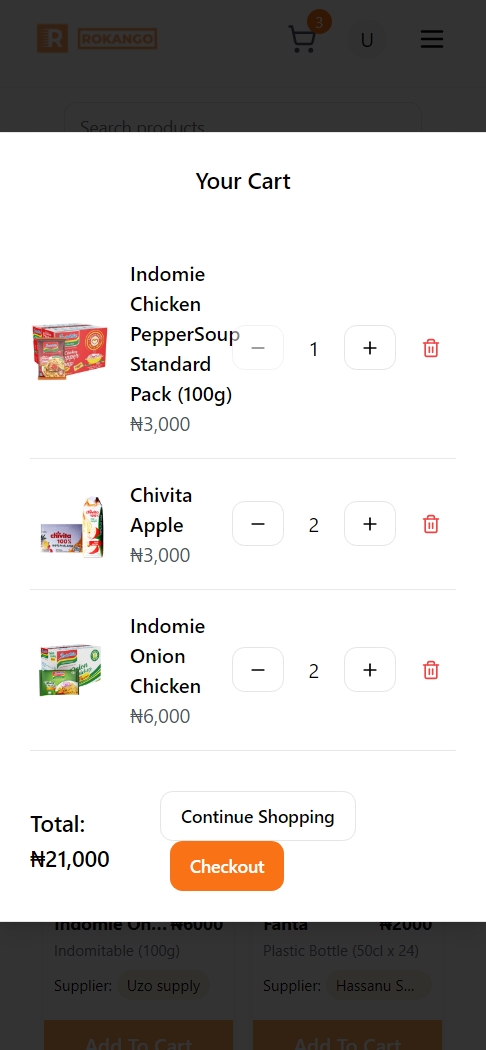 R ROKANGO
3
U
Search products
Your Cart
Indomie
Chicken
PepperSoup
Standard
Pack (100g)
₦3,000
1
Chivita
Apple
₦3,000
2
chivita
100%
Indomie
Onion
Chicken
₦6,000
2
Total:
₦21,000
Continue Shopping
Checkout
Indomie On... ₦6000
Indomitable (100g)
Supplier: Uzo supply
Add To Cart
Fanta ₦2000
Plastic Bottle (50cl x 24)
Supplier: Hassanu S...
Add To Cart